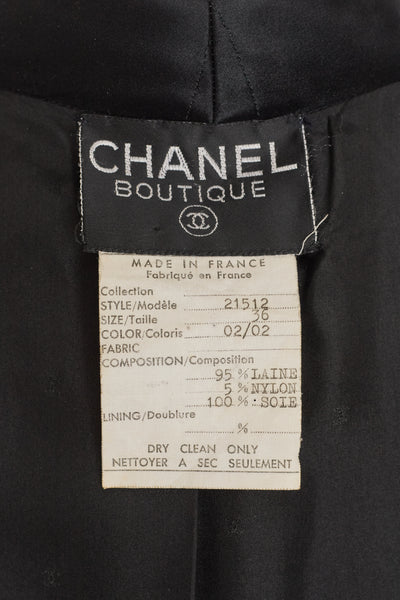 CHANEL
BOUTIQUE
MADE IN FRANCE
Fabriqué en France
Collection
STYLE/Modèle 21512
SIZE/Taille 36
COLOR/Coloris 02/02
FABRIC
COMPOSITION/Composition
95 % LAINE
5 % NYLON
100 % SOIE
LINING/Doublure
%
DRY CLEAN ONLY
NETTOYER A SEC SEULEMENT